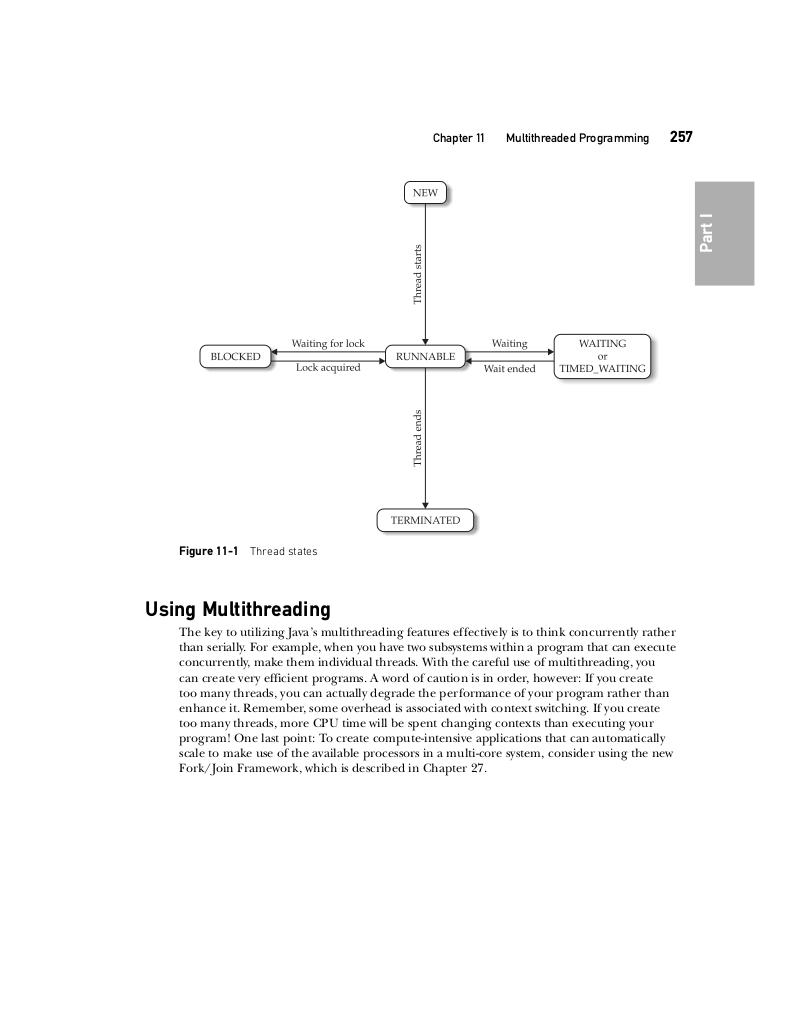 Chapter 11 Multithreaded Programming 257
Part I
NEW
Thread starts
Waiting for lock
Waiting
BLOCKED
RUNNABLE
WAITING
or
TIMED_WAITING
Lock acquired
Wait ended
Thread ends
TERMINATED
Figure 11-1 Thread states
Using Multithreading
The key to utilizing Java’s multithreading features effectively is to think concurrently rather
than serially. For example, when you have two subsystems within a program that can execute
concurrently, make them individual threads. With the careful use of multithreading, you
can create very efficient programs. A word of caution is in order, however: If you create
too many threads, you can actually degrade the performance of your program rather than
enhance it. Remember, some overhead is associated with context switching. If you create
too many threads, more CPU time will be spent changing contexts than executing your
program! One last point: To create compute-intensive applications that can automatically
scale to make use of the available processors in a multi-core system, consider using the new
Fork/Join Framework, which is described in Chapter 27.